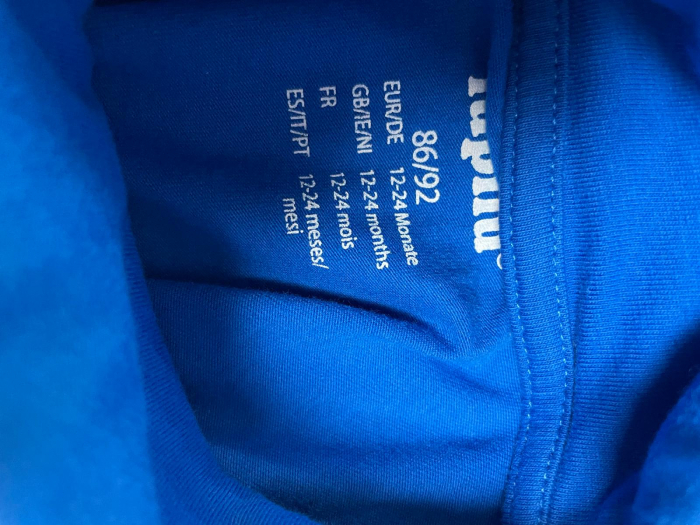 lupilu
86/92
EUR/DE 12-24 Monate
GB/IE/NI 12-24 months
FR 12-24 mois
ES/IT/PT 12-24 meses/
mesi